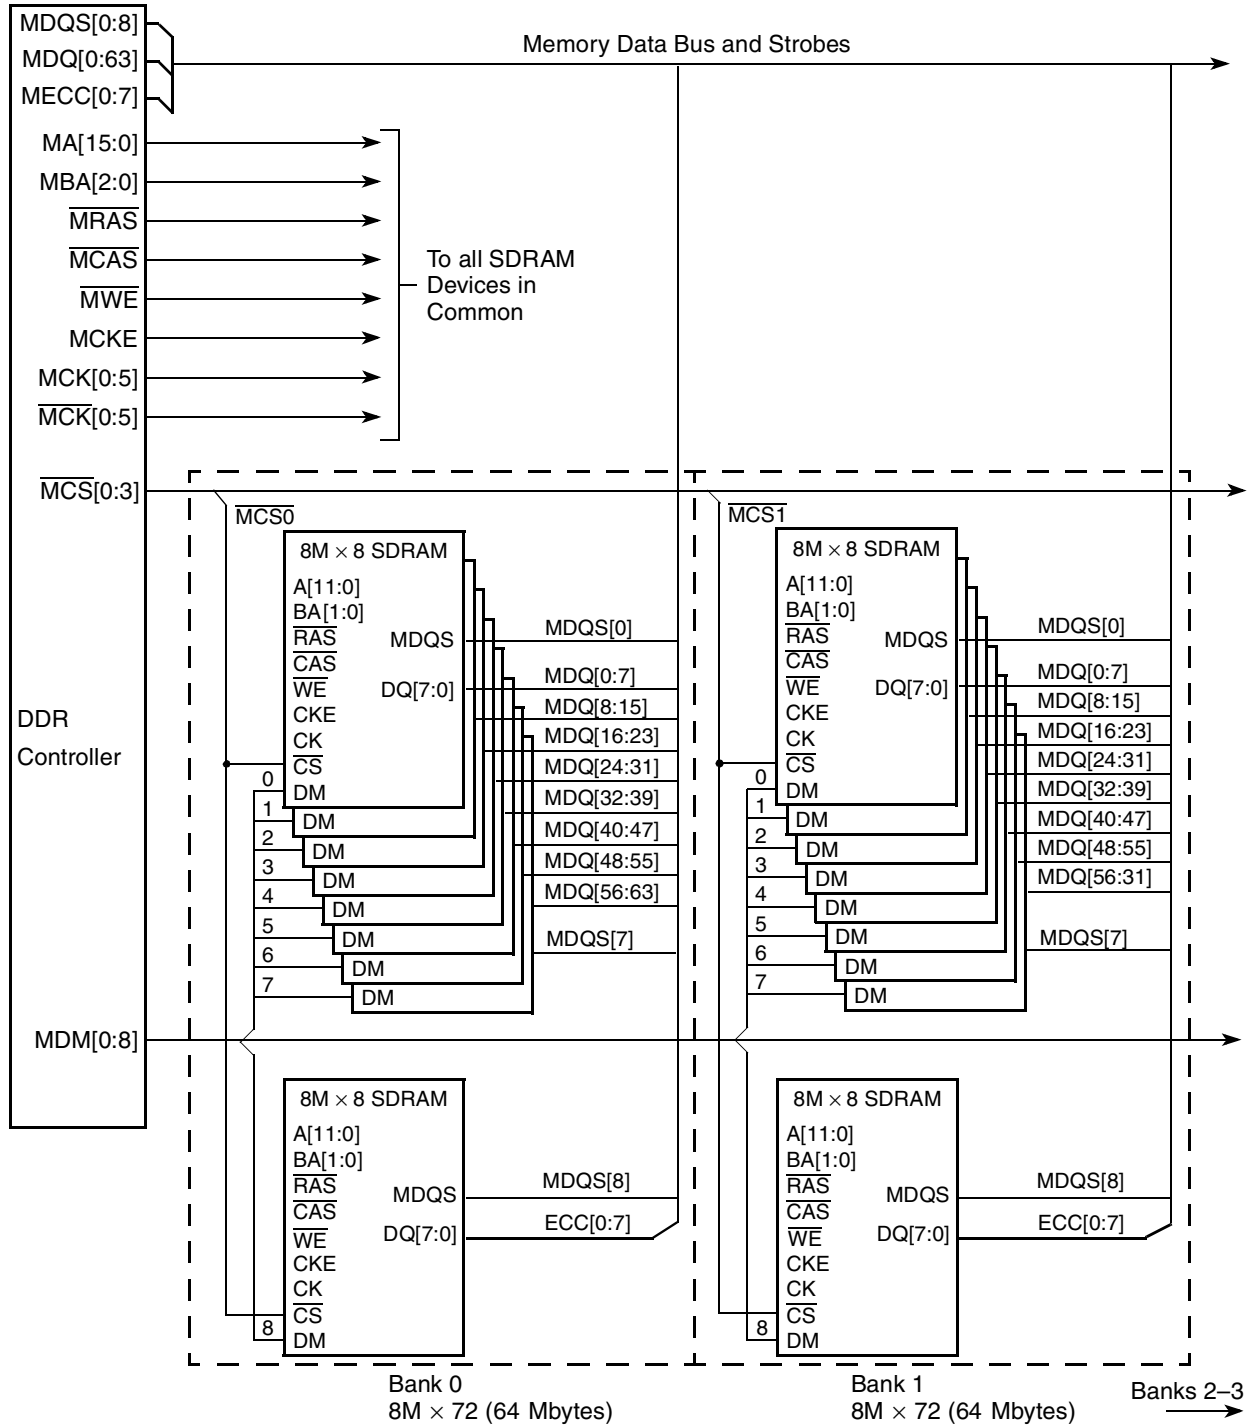 MDQS[0:8]
Memory Data Bus and Strobes
MDQ[0:63]
MECC[0:7]
MA[15:0]
MBA[2:0]
MRAS
MCAS
To all SDRAM
Devices in
Common
MWE
MCKE
MCK[0:5]
MCK[0:5]
MCS[0:3]
DDR
Controller
MDM[0:8]
MCS0
8M × 8 SDRAM
A[11:0]
BA[1:0]
RAS
MDQS
CAS
WE
DQ[7:0]
CKE
CK
CS
0
DM
1
DM
2
DM
3
DM
4
DM
5
DM
6
DM
7
DM
MDQS[0]
MDQ[0:7]
MDQ[8:15]
MDQ[16:23]
MDQ[24:31]
MDQ[32:39]
MDQ[40:47]
MDQ[48:55]
MDQ[56:63]
MDQS[7]
8M × 8 SDRAM
A[11:0]
BA[1:0]
RAS
MDQS
CAS
WE
DQ[7:0]
CKE
CK
CS
8
DM
MDQS[8]
ECC[0:7]
MCS1
8M × 8 SDRAM
A[11:0]
BA[1:0]
RAS
MDQS
CAS
WE
DQ[7:0]
CKE
CK
CS
0
DM
1
DM
2
DM
3
DM
4
DM
5
DM
6
DM
7
DM
MDQS[0]
MDQ[0:7]
MDQ[8:15]
MDQ[16:23]
MDQ[24:31]
MDQ[32:39]
MDQ[40:47]
MDQ[48:55]
MDQ[56:31]
MDQS[7]
8M × 8 SDRAM
A[11:0]
BA[1:0]
RAS
MDQS
CAS
WE
DQ[7:0]
CKE
CK
CS
8
DM
MDQS[8]
ECC[0:7]
Bank 0
8M × 72 (64 Mbytes)
Bank 1
8M × 72 (64 Mbytes)
Banks 2–3